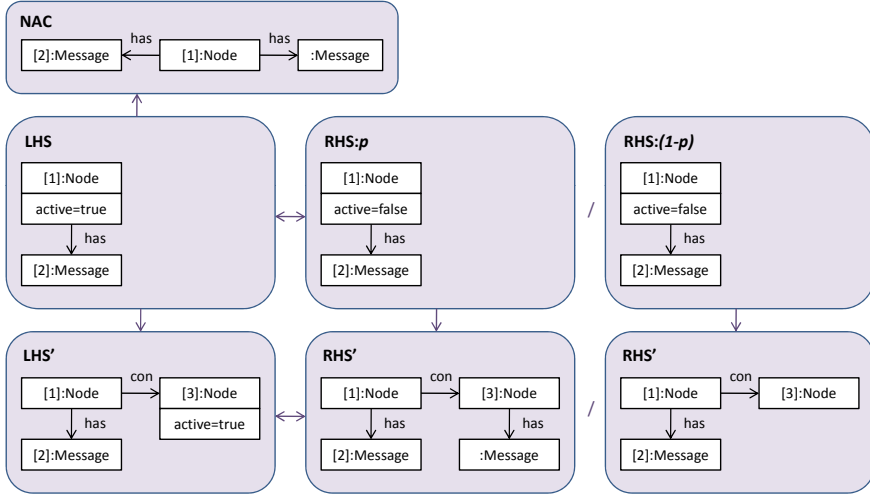 NAC
has has
[2]:Message [1]:Node :Message
LHS RHS:p RHS:(1-p)
[1]:Node [1]:Node [1]:Node
active=true active=false / active=false
has has has
[2]:Message [2]:Message [2]:Message
LHS’ RHS’ RHS’
con con con
[1]:Node [3]:Node [1]:Node [3]:Node [1]:Node [3]:Node
active=true /
has has has has
[2]:Message [2]:Message :Message [2]:Message